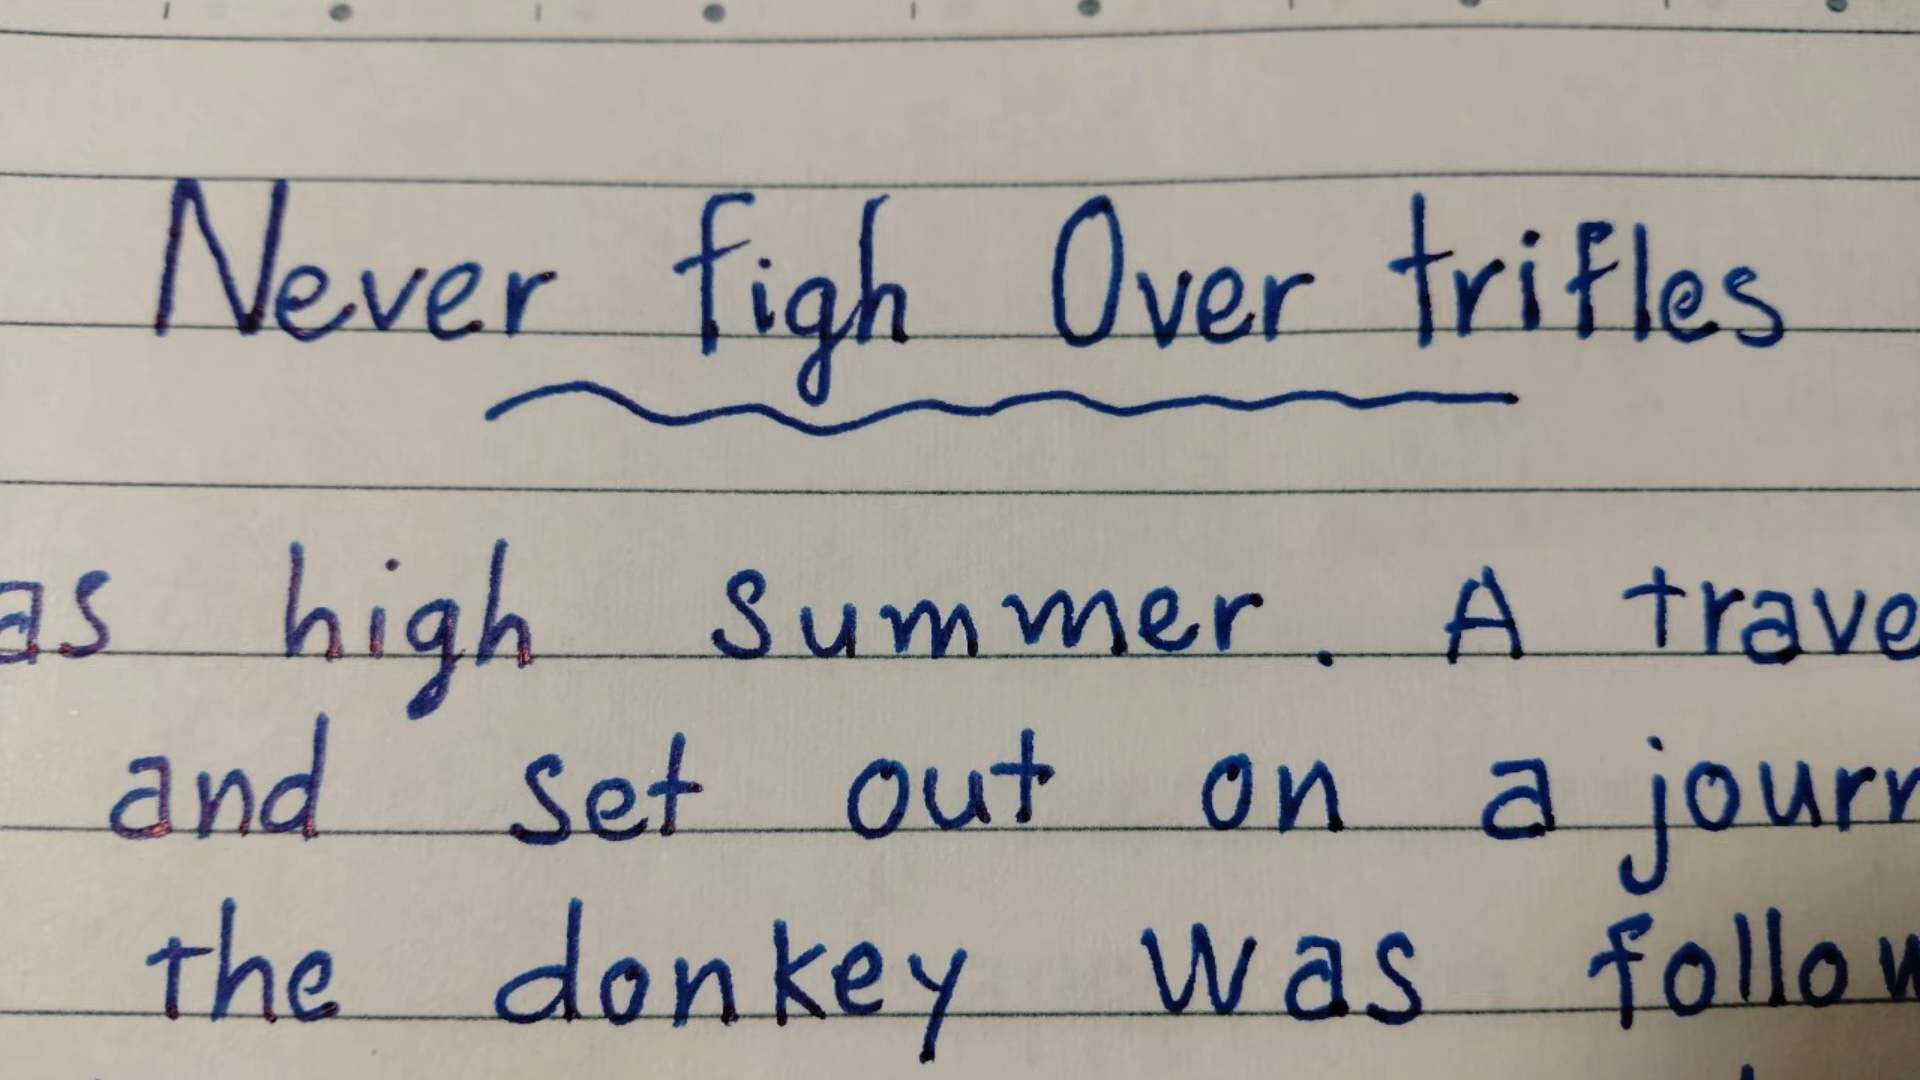 Never figh Over trifles
as high summer. A trave
and set out on a journ
the donkey was follow